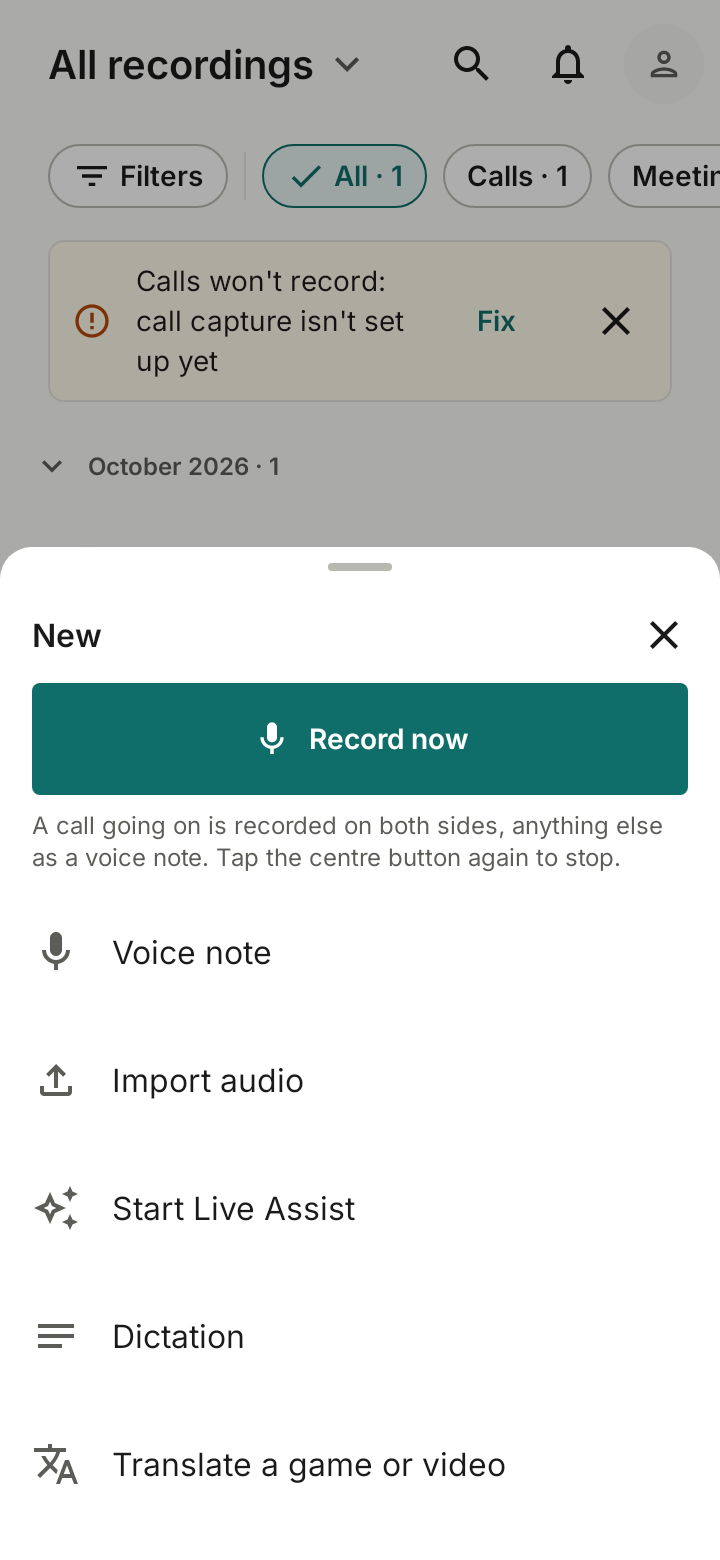 All recordings
Filters
All · 1
Calls · 1
Meetin
Calls won't record:
call capture isn't set
up yet
Fix
October 2026 · 1
New
Record now
A call going on is recorded on both sides, anything else
as a voice note. Tap the centre button again to stop.
Voice note
Import audio
Start Live Assist
Dictation
Translate a game or video